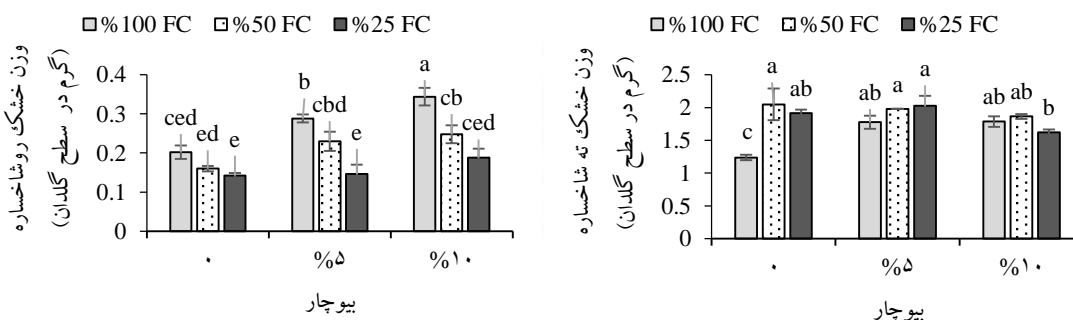 %100 FC %50 FC %25 FC
وزن خشک روشاخساره
(گرم در سطح گلدان)
0.4
0.3
0.2
0.1
0
ced ed e
b cbd e
a cb ced
۰ %۵ %۱۰
بیوچار
%100 FC %50 FC %25 FC
وزن خشک ته شاخساره
(گرم در سطح گلدان)
2.5
2
1.5
1
0.5
0
c a ab
ab a a
ab ab b
۰ %۵ %۱۰
بیوچار